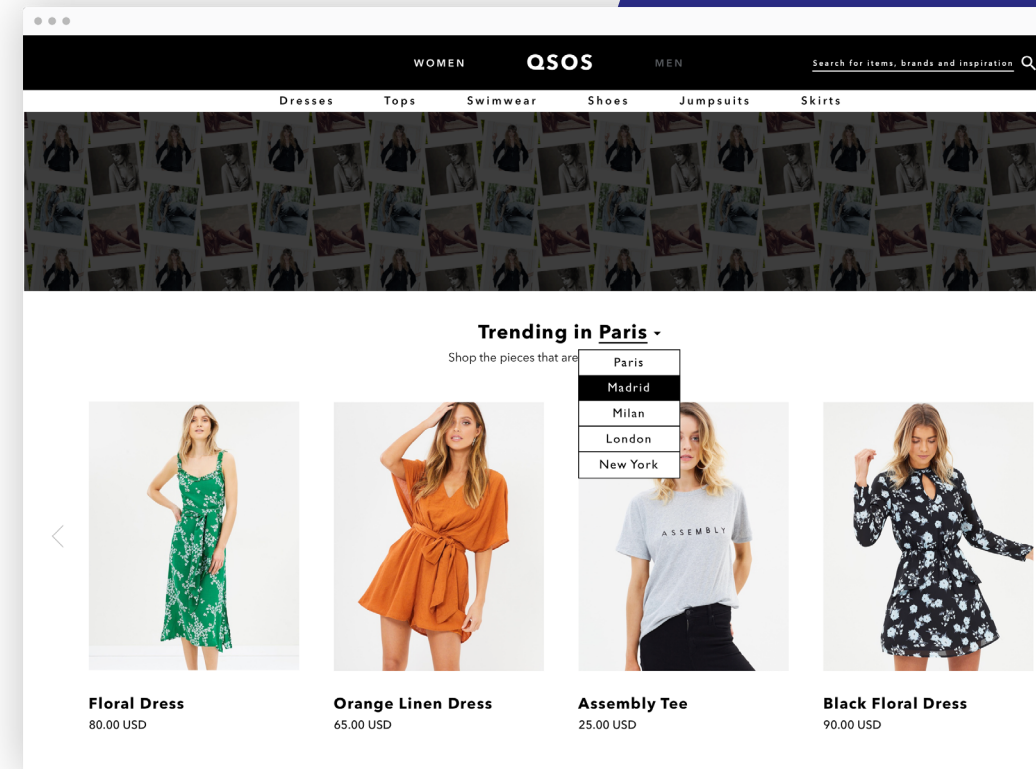 WOMEN QSOS MEN Search for items, brands and inspiration
Dresses Tops Swimwear Shoes Jumpsuits Skirts
Trending in Paris
Shop the pieces that are
Paris
Madrid
Milan
London
New York
ASSEMBLY
Floral Dress Orange Linen Dress Assembly Tee Black Floral Dress
80.00 USD 65.00 USD 25.00 USD 90.00 USD